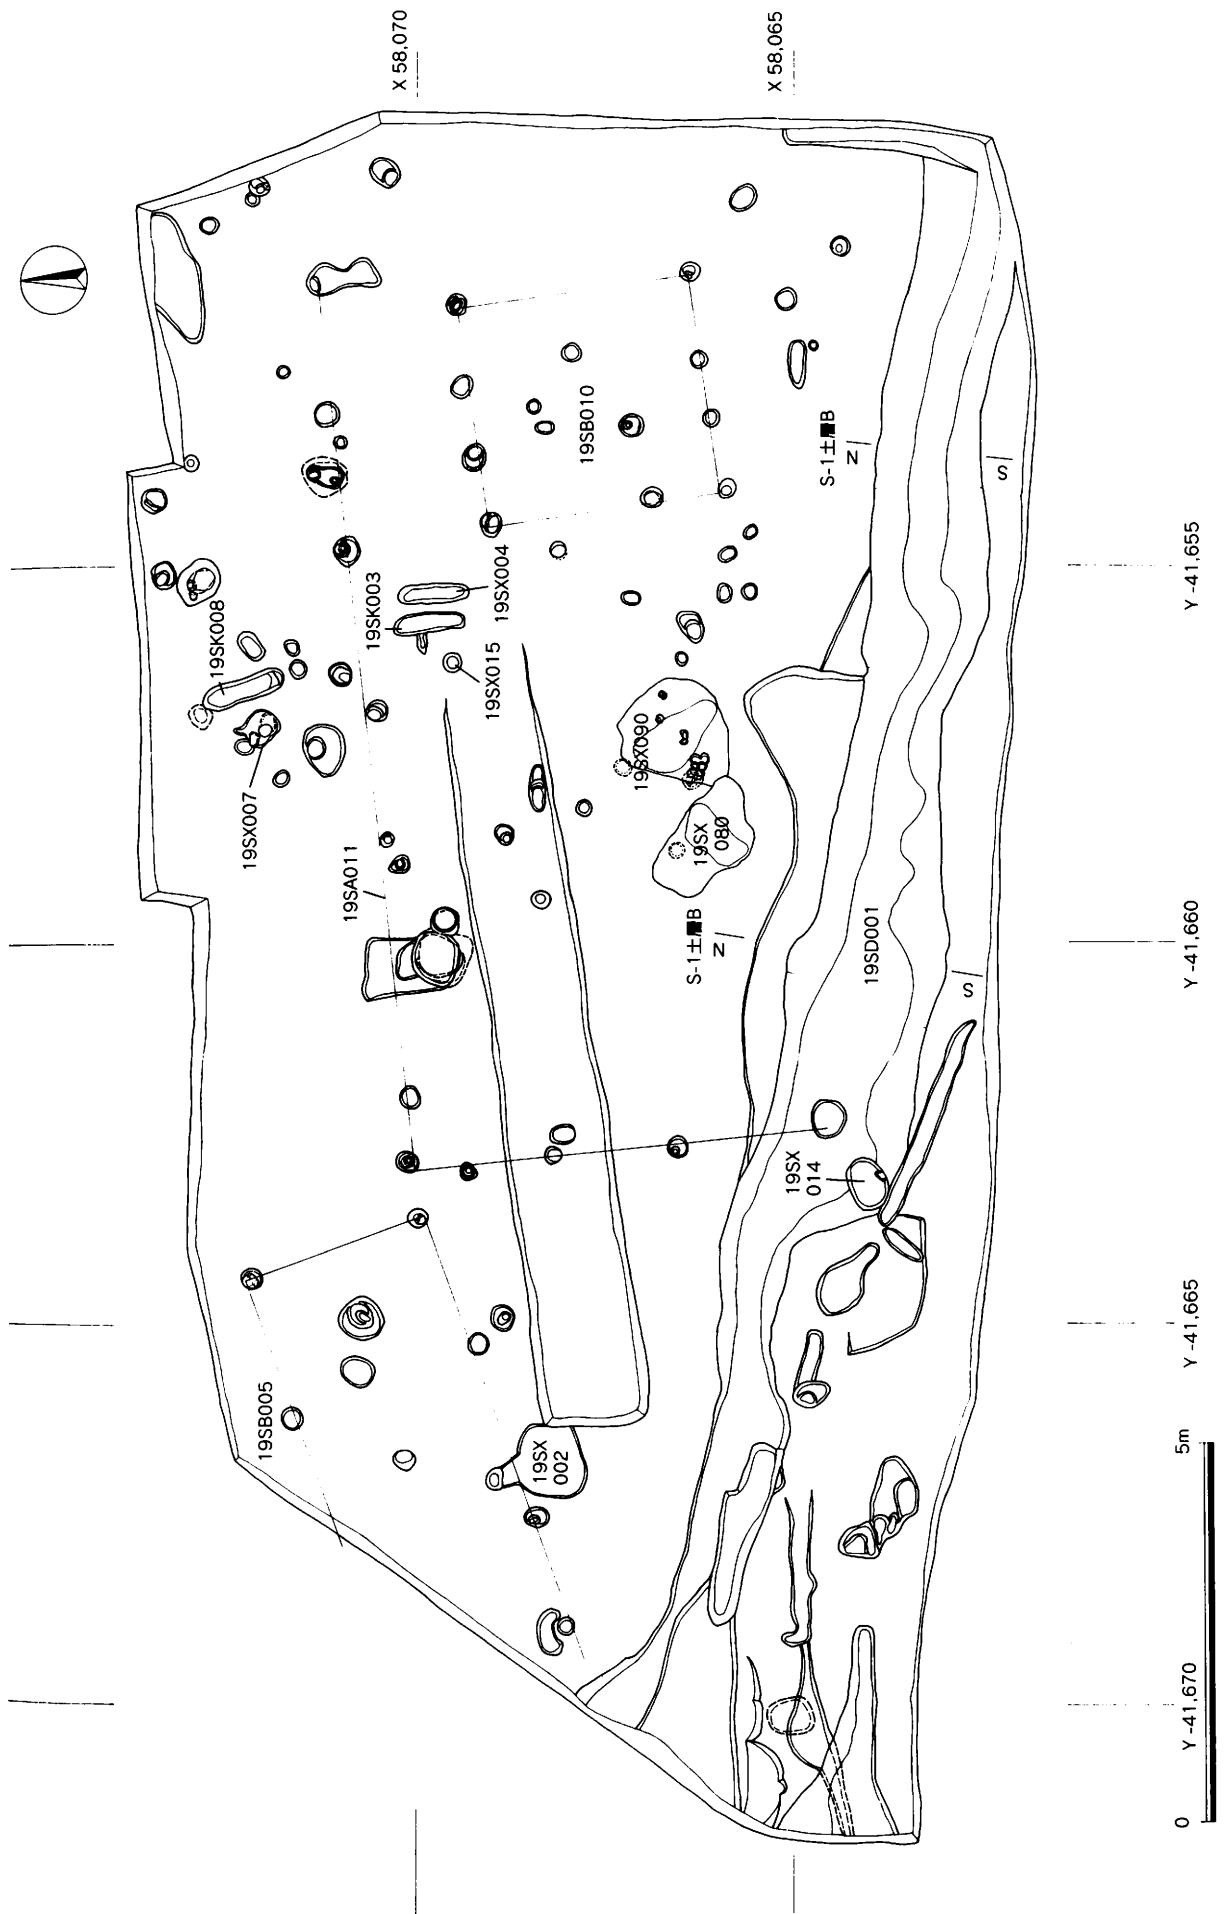 X 58,070
X 58,065
19SB010
S-1土層B
N
S
Y -41,655
19SK008
19SK003
19SX004
19SX015
19SX007
19SX090
19SX
080
19SA011
S-1土層B
N
19SD001
S
Y -41,660
19SX
014
19SB005
19SX
002
Y -41,665
Y -41,670
0
5m